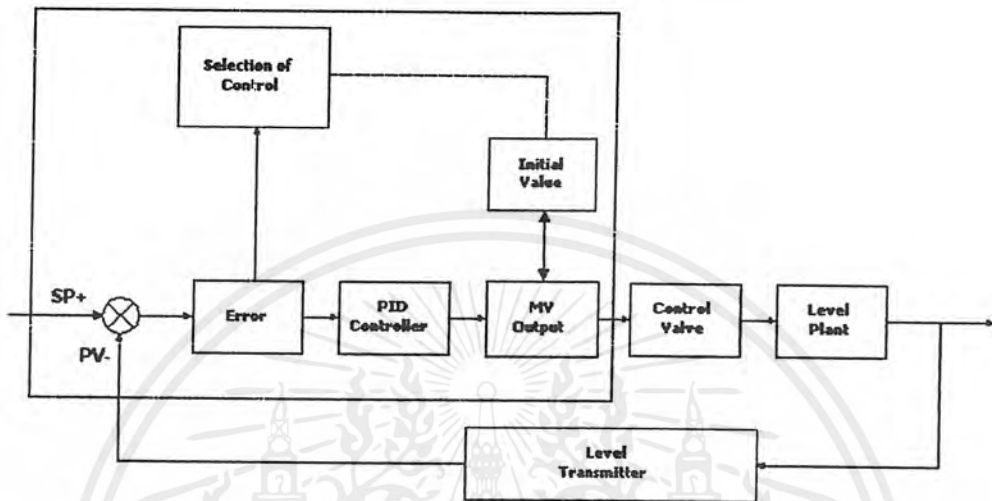 Selection of
Control
Initial
Value
SP+
PV-
Error
PID
Controller
MV
Output
Control
Valve
Level
Plant
Level
Transmitter